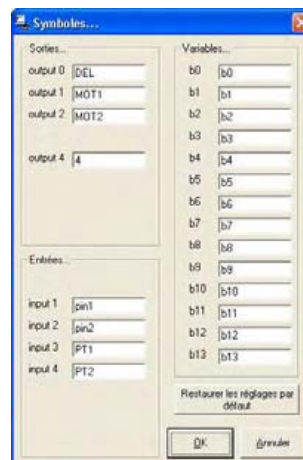 Symboles...
Sorties...
output 0 DEL
output 1 MOT1
output 2 MOT2
output 4 4
Entrées...
input 1 pin1
input 2 pin2
input 3 PT1
input 4 PT2
Variables...
b0 b0
b1 b1
b2 b2
b3 b3
b4 b4
b5 b5
b6 b6
b7 b7
b8 b8
b9 b9
b10 b10
b11 b11
b12 b12
b13 b13
Restaurer les réglages par
défaut
OK
Annuler